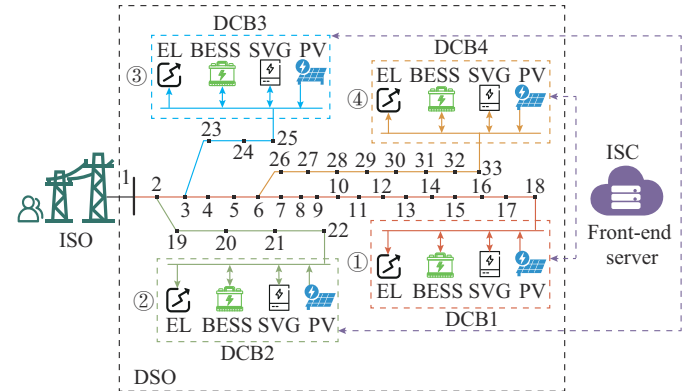 DCB3
EL BESS SVG PV
③
DCB4
EL BESS SVG PV
④
23 24 25
26 27 28 29 30 31 32 33
ISC
Front-end
server
1 2 3 4 5 6 7 8 9 10 11 12 13 14 15 16 17 18
ISO
19 20 21 22
①
EL BESS SVG PV
DCB1
②
EL BESS SVG PV
DCB2
DSO